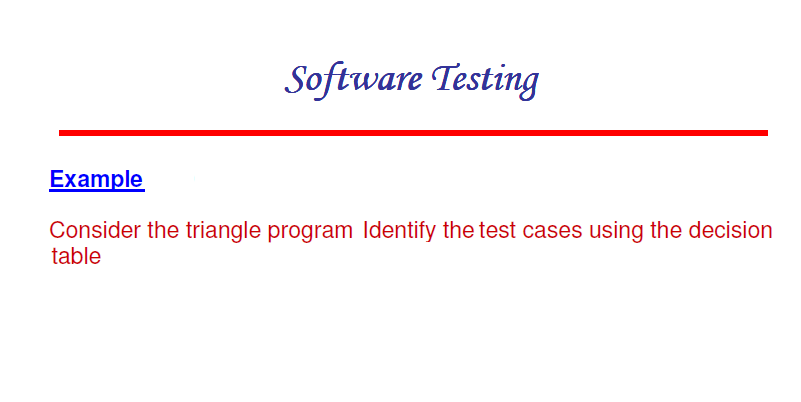 Software Testing
Example
Consider the triangle program Identify the test cases using the decision
table